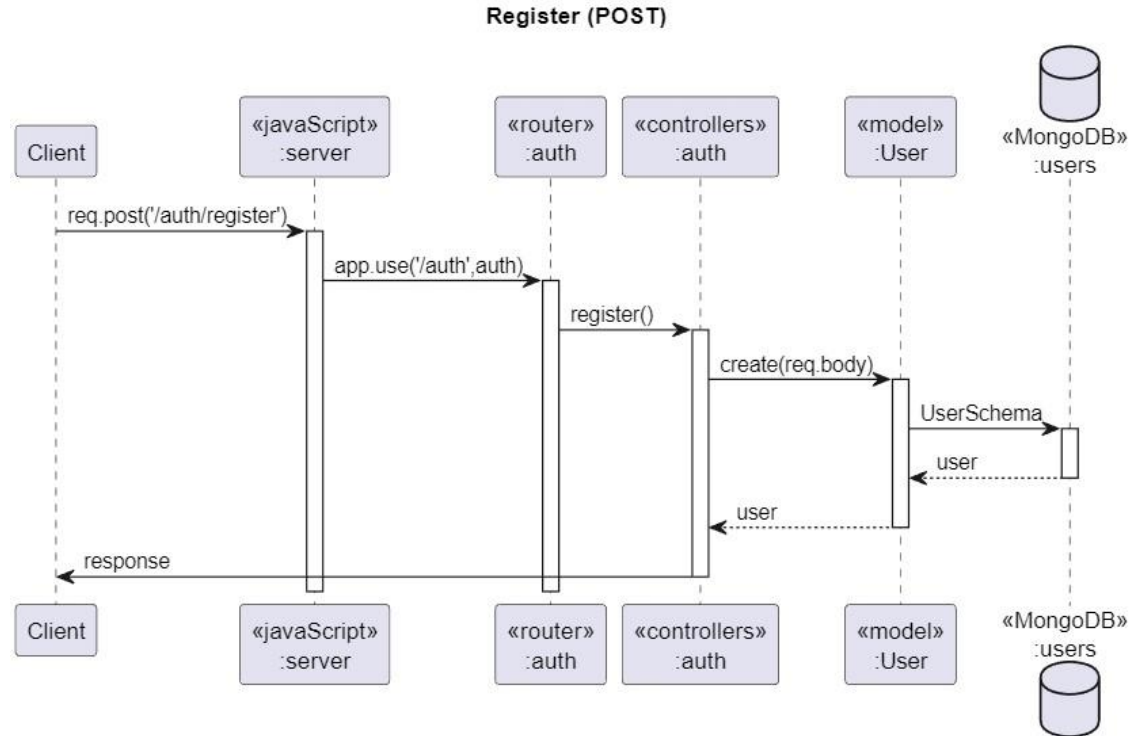 Register (POST)
Client
«javaScript»
:server
«router»
:auth
«controllers»
:auth
«model»
:User
«MongoDB»
:users
req.post('/auth/register')
app.use('/auth',auth)
register()
create(req.body)
UserSchema
user
user
response
Client
«javaScript»
:server
«router»
:auth
«controllers»
:auth
«model»
:User
«MongoDB»
:users